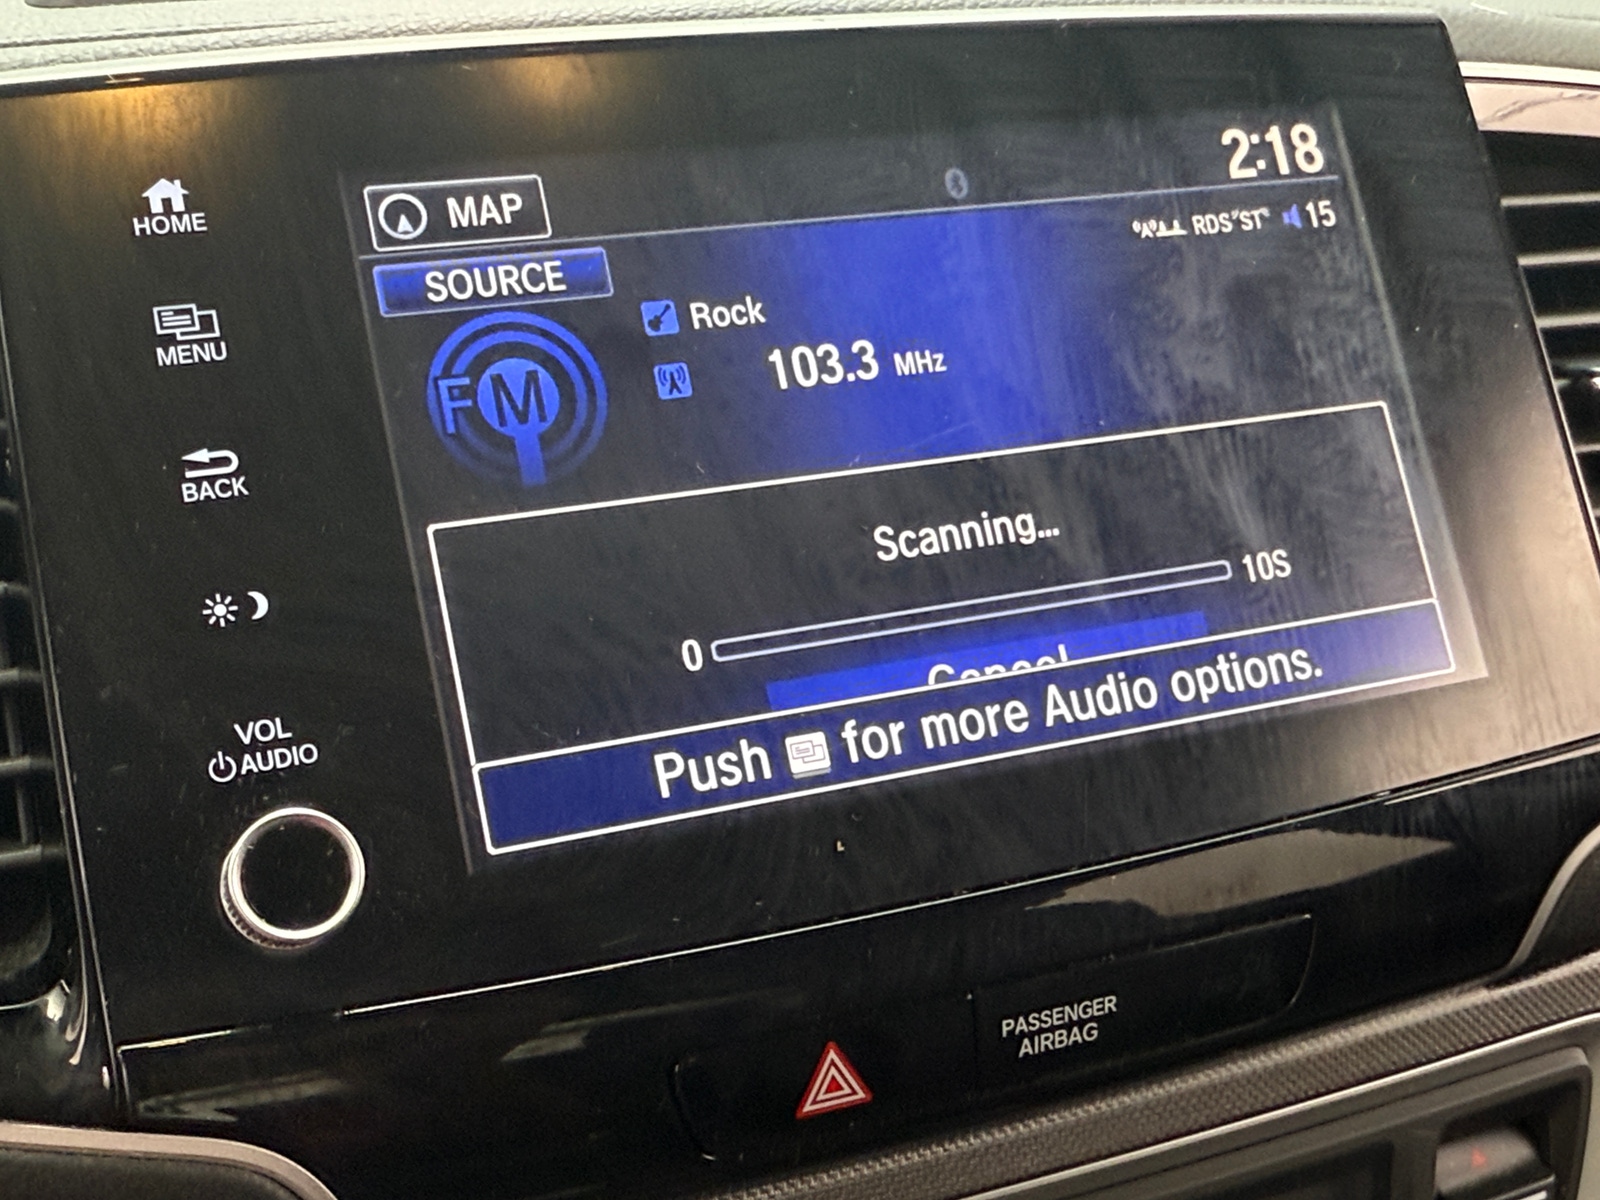 2:18
HOME
MAP
RDS ST 15
SOURCE
Rock
103.3 MHz
FM
MENU
BACK
Scanning...
0 10S
Cancel
Push for more Audio options.
VOL
AUDIO
PASSENGER
AIRBAG